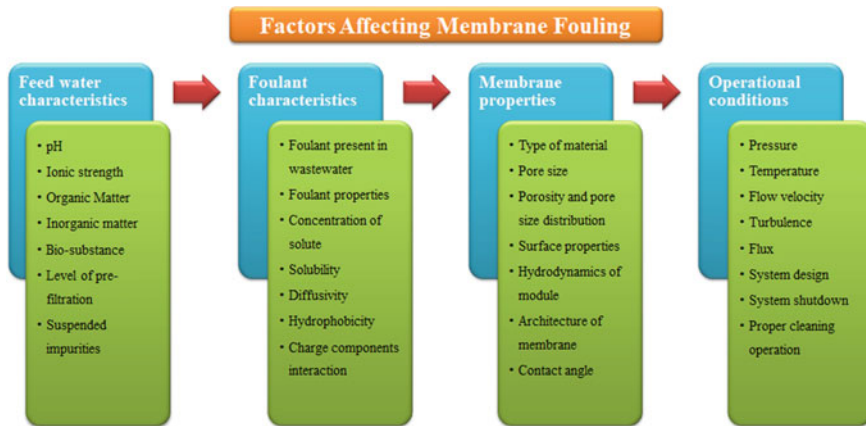 Factors Affecting Membrane Fouling
Feed water
characteristics
• pH
• Ionic strength
• Organic Matter
• Inorganic matter
• Bio-substance
• Level of pre-
filtration
• Suspended
impurities
Foulant
characteristics
• Foulant present in
wastewater
• Foulant properties
• Concentration of
solute
• Solubility
• Diffusivity
• Hydrophobicity
• Charge components
interaction
Membrane
properties
• Type of material
• Pore size
• Porosity and pore
size distribution
• Surface properties
• Hydrodynamics of
module
• Architecture of
membrane
• Contact angle
Operational
conditions
• Pressure
• Temperature
• Flow velocity
• Turbulence
• Flux
• System design
• System shutdown
• Proper cleaning
operation